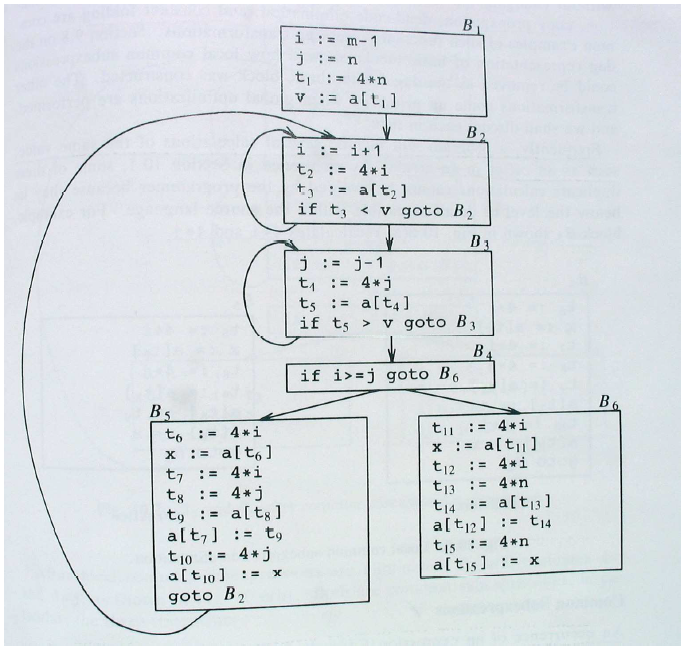 B₁
i := m-1
j := n
t₁ := 4*n
v := a[t₁]
B₂
i := i+1
t₂ := 4*i
t₃ := a[t₂]
if t₃ < v goto B₂
B₃
j := j-1
t₄ := 4*j
t₅ := a[t₄]
if t₅ > v goto B₃
B₄
if i>=j goto B₆
B₅
t₆ := 4*i
x := a[t₆]
t₇ := 4*i
t₈ := 4*j
t₉ := a[t₈]
a[t₇] := t₉
t₁₀ := 4*j
a[t₁₀] := x
goto B₂
B₆
t₁₁ := 4*i
x := a[t₁₁]
t₁₂ := 4*i
t₁₃ := 4*n
t₁₄ := a[t₁₃]
a[t₁₂] := t₁₄
t₁₅ := 4*n
a[t₁₅] := x